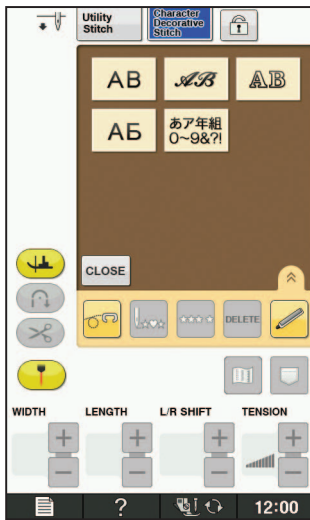 Utility
Stitch
Character
Decorative
Stitch
AB
AB
AB
АБ
あア年組
0~9&?!
CLOSE
DELETE
WIDTH
LENGTH
L/R SHIFT
TENSION
+
+
+
+
−
−
−
−
?
12:00